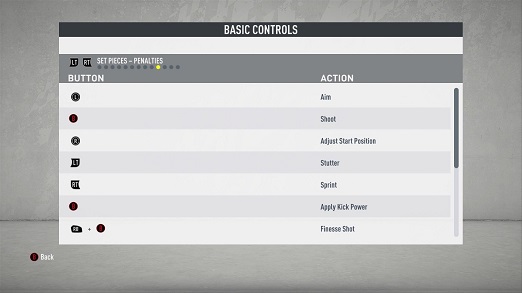 BASIC CONTROLS
LT RT SET PIECES - PENALTIES
BUTTON ACTION
L Aim
B Shoot
R Adjust Start Position
LT Stutter
RT Sprint
B Apply Kick Power
RB + B Finesse Shot
B Back